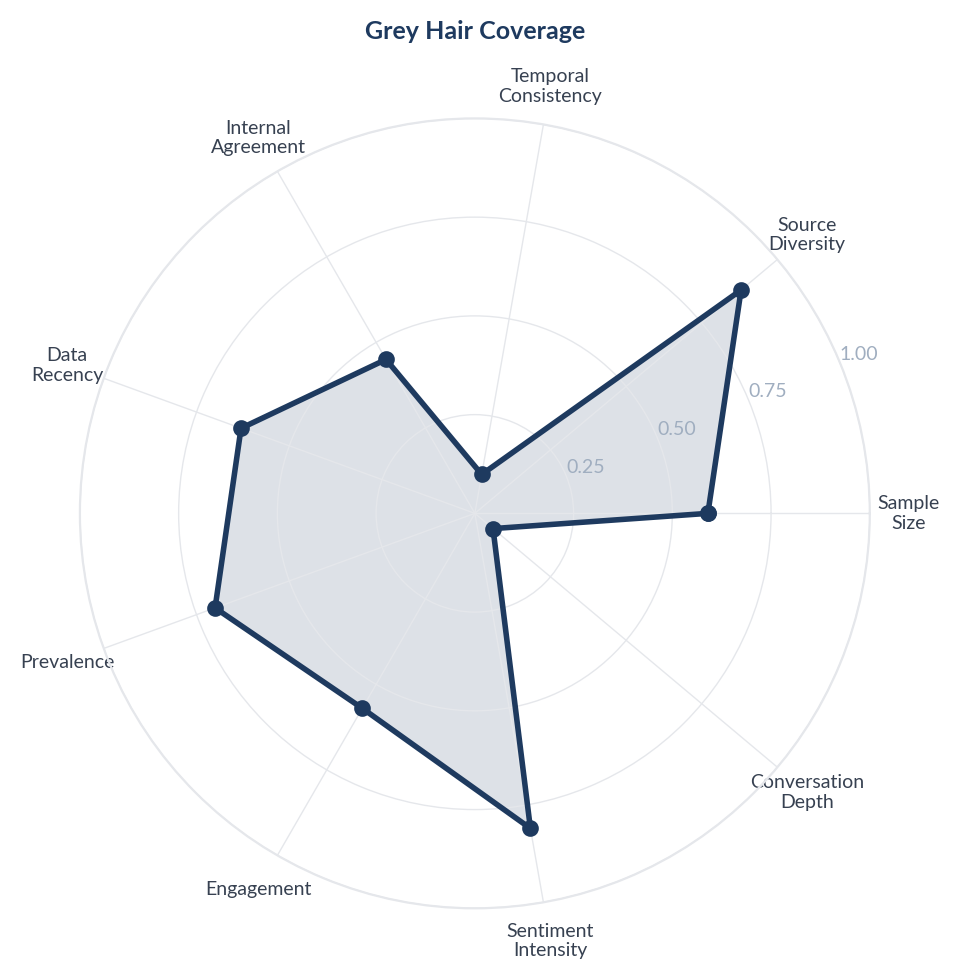 Grey Hair Coverage
Temporal
Consistency
Internal
Agreement
Source
Diversity
Data
Recency
1.00
0.75
0.50
0.25
Sample
Size
Prevalence
Conversation
Depth
Engagement
Sentiment
Intensity